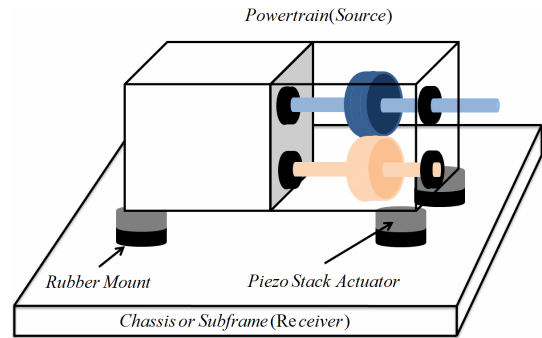 Powertrain(Source)
Rubber Mount
Piezo Stack Actuator
Chassis or Subframe(Receiver)